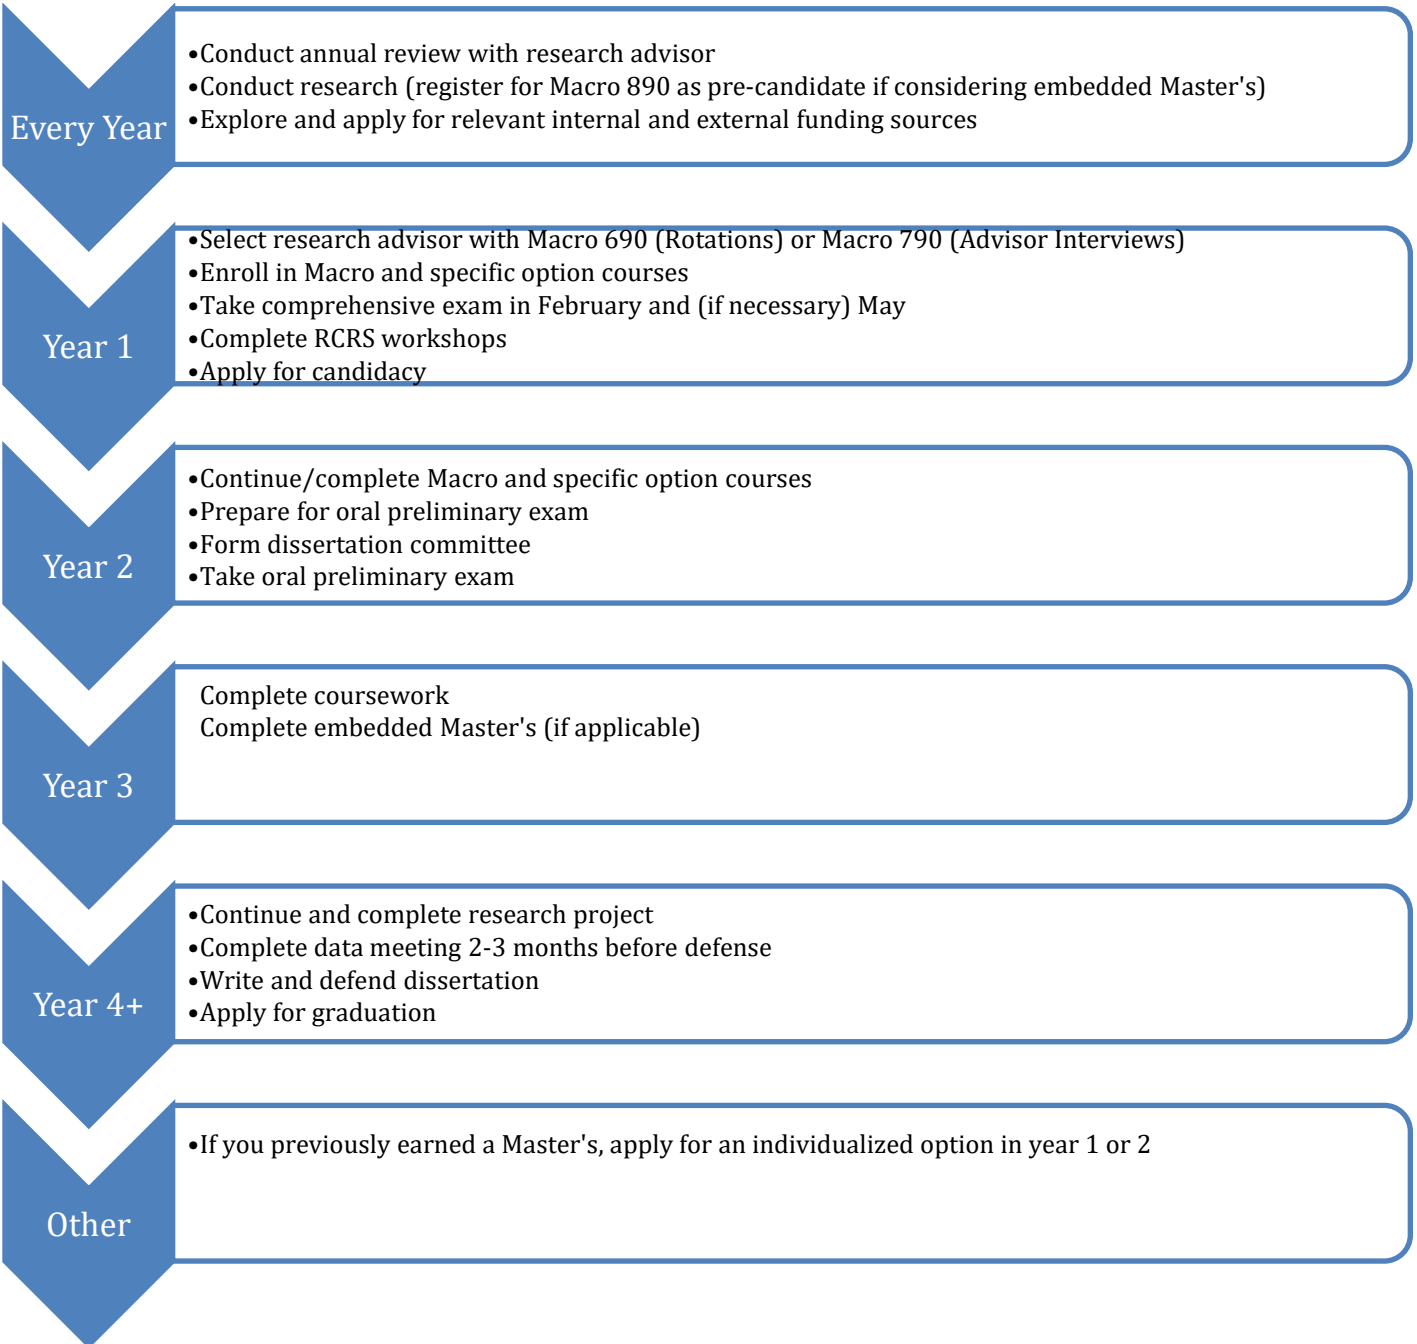 Every Year
•Conduct annual review with research advisor
•Conduct research (register for Macro 890 as pre-candidate if considering embedded Master's)
•Explore and apply for relevant internal and external funding sources
Year 1
•Select research advisor with Macro 690 (Rotations) or Macro 790 (Advisor Interviews)
•Enroll in Macro and specific option courses
•Take comprehensive exam in February and (if necessary) May
•Complete RCRS workshops
•Apply for candidacy
Year 2
•Continue/complete Macro and specific option courses
•Prepare for oral preliminary exam
•Form dissertation committee
•Take oral preliminary exam
Year 3
Complete coursework
Complete embedded Master's (if applicable)
Year 4+
•Continue and complete research project
•Complete data meeting 2-3 months before defense
•Write and defend dissertation
•Apply for graduation
Other
•If you previously earned a Master's, apply for an individualized option in year 1 or 2